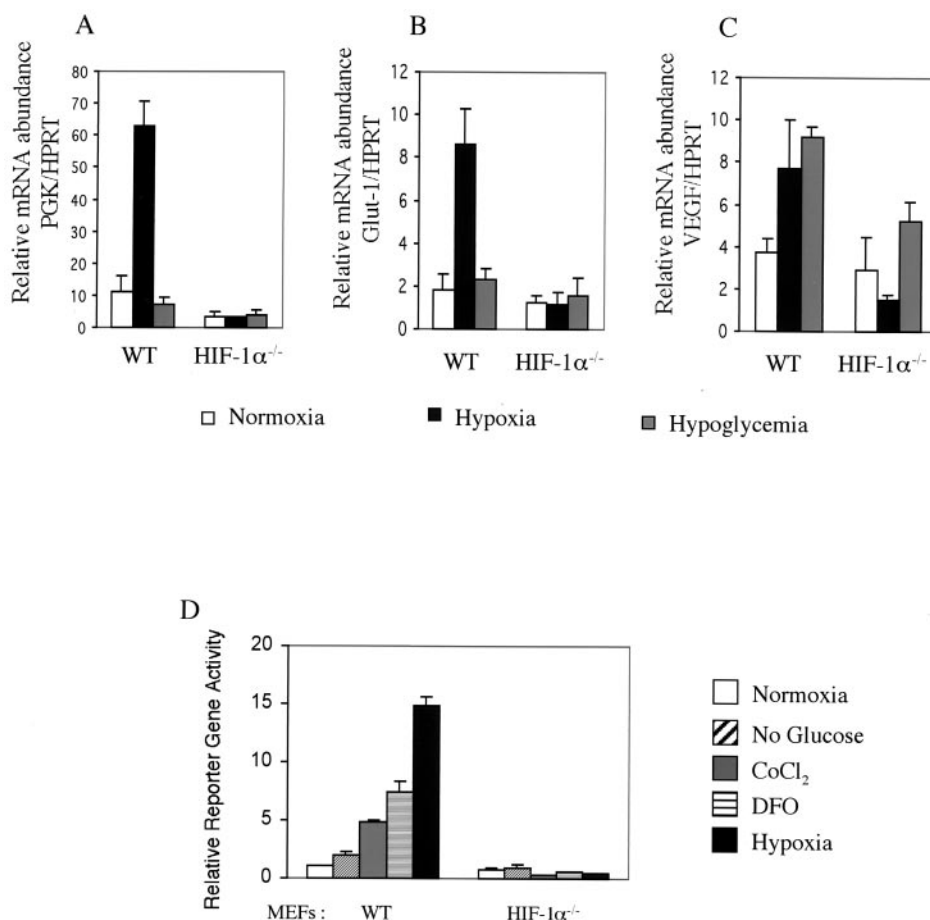 A
Relative mRNA abundance
PGK/HPRT
80
70
60
50
40
30
20
10
0
WT HIF-1α-/-
B
Relative mRNA abundance
Glut-1/HPRT
12
10
8
6
4
2
0
WT HIF-1α-/-
C
Relative mRNA abundance
VEGF/HPRT
12
10
8
6
4
2
0
WT HIF-1α-/-
Normoxia Hypoxia Hypoglycemia
D
Relative Reporter Gene Activity
20
15
10
5
0
MEFs : WT HIF-1α-/-
Normoxia
No Glucose
CoCl2
DFO
Hypoxia